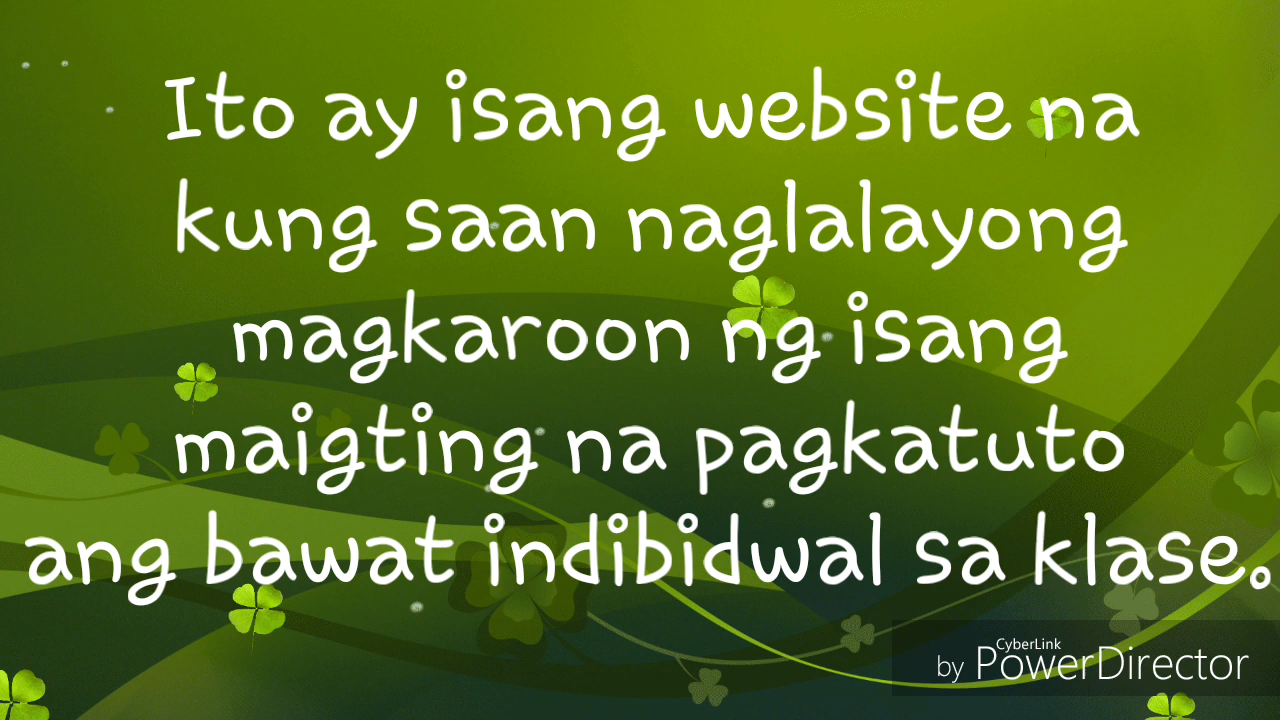 Ito ay isang website na
kung saan naglalayong
magkaroon ng isang
maigting na pagkatuto
ang bawat indibidwal sa klase.
CyberLink
by PowerDirector